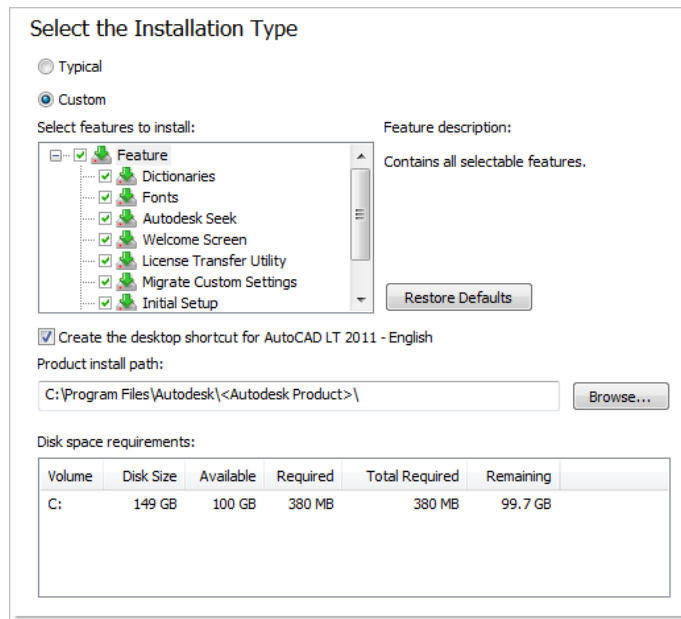 Select the Installation Type
Typical
Custom
Select features to install:
Feature description:
Feature
Contains all selectable features.
Dictionaries
Fonts
Autodesk Seek
Welcome Screen
License Transfer Utility
Migrate Custom Settings
Initial Setup
Restore Defaults
Create the desktop shortcut for AutoCAD LT 2011 - English
Product install path:
C:\Program Files\Autodesk\<Autodesk Product>\
Browse...
Disk space requirements:
Volume Disk Size Available Required Total Required Remaining
C: 149 GB 100 GB 380 MB 380 MB 99.7 GB